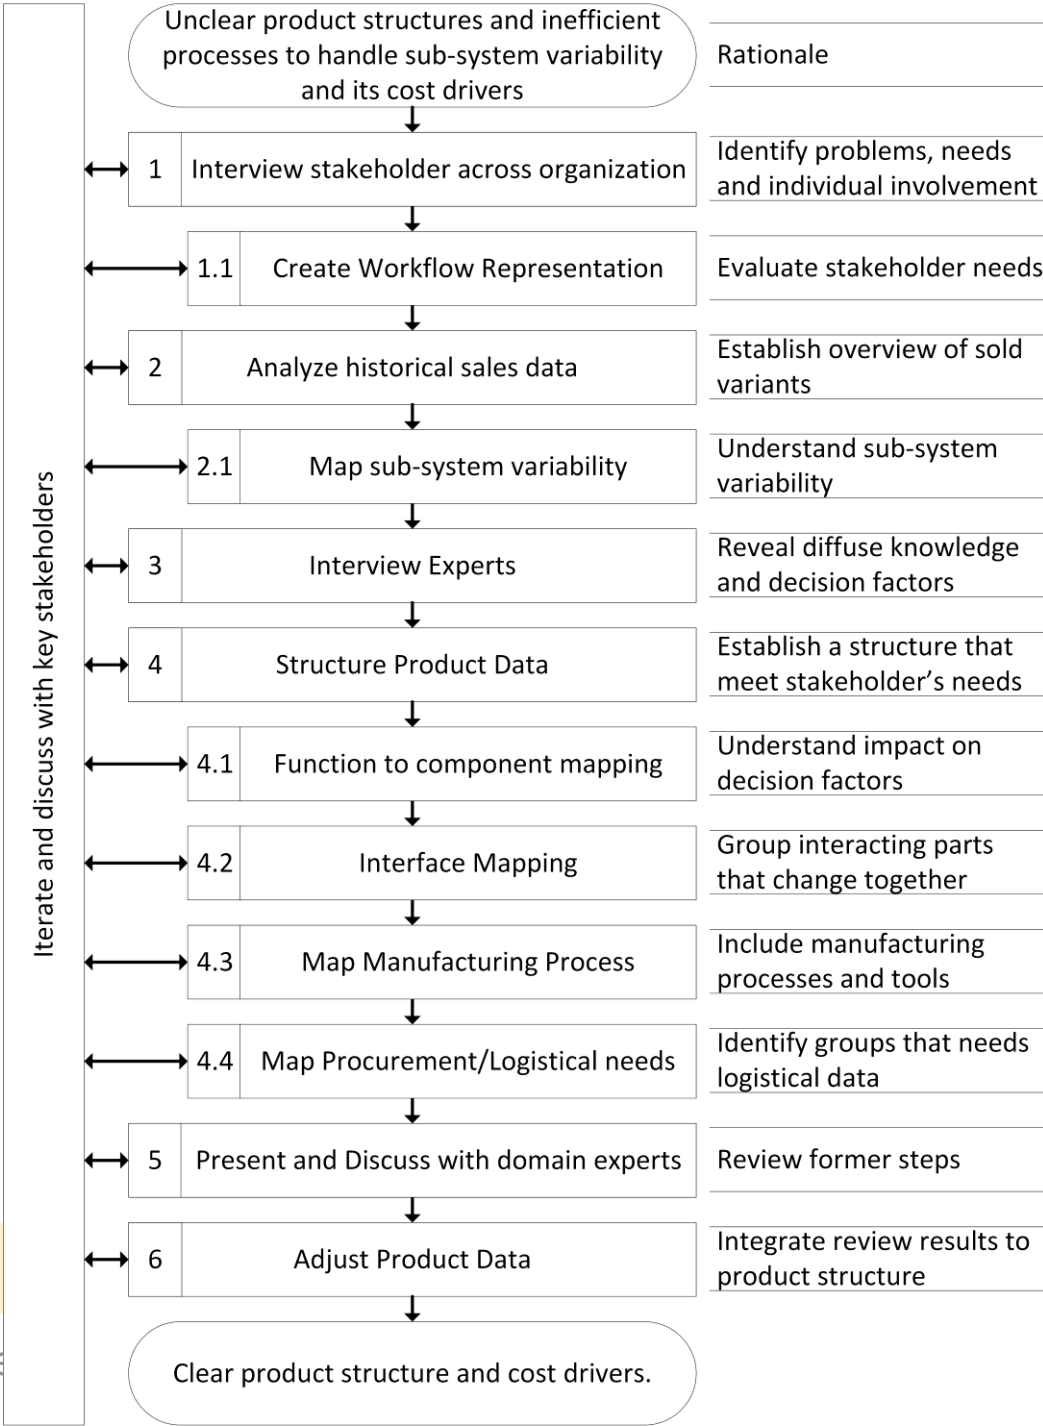 Unclear product structures and inefficient
processes to handle sub-system variability
and its cost drivers
Rationale
1
Interview stakeholder across organization
Identify problems, needs
and individual involvement
1.1
Create Workflow Representation
Evaluate stakeholder needs
2
Analyze historical sales data
Establish overview of sold
variants
2.1
Map sub-system variability
Understand sub-system
variability
3
Interview Experts
Reveal diffuse knowledge
and decision factors
4
Structure Product Data
Establish a structure that
meet stakeholder's needs
4.1
Function to component mapping
Understand impact on
decision factors
4.2
Interface Mapping
Group interacting parts
that change together
4.3
Map Manufacturing Process
Include manufacturing
processes and tools
4.4
Map Procurement/Logistical needs
Identify groups that needs
logistical data
5
Present and Discuss with domain experts
Review former steps
6
Adjust Product Data
Integrate review results to
product structure
Clear product structure and cost drivers.
Iterate and discuss with key stakeholders